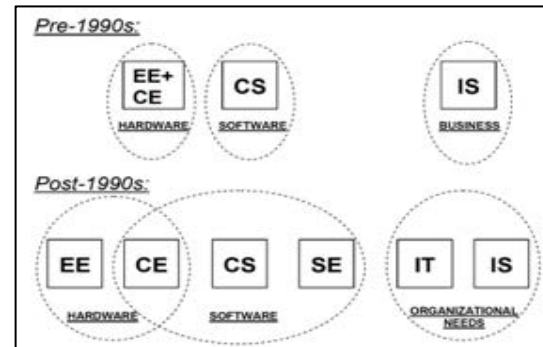 Pre-1990s:
EE+
CE
CS
IS
HARDWARE
SOFTWARE
BUSINESS
Post-1990s:
EE
CE
CS
SE
IT
IS
HARDWARE
SOFTWARE
ORGANIZATIONAL
NEEDS